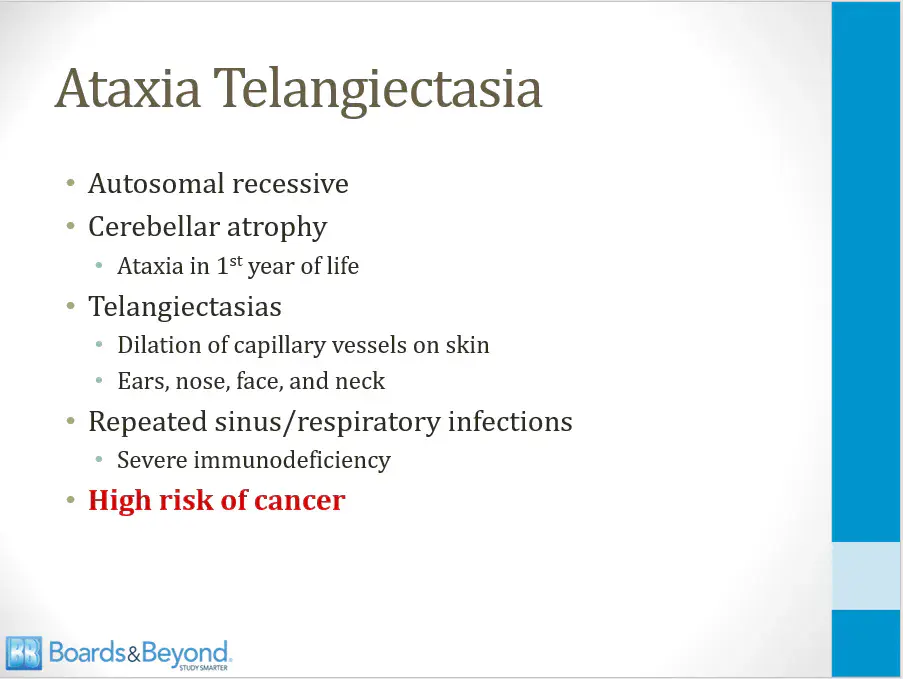 Ataxia Telangiectasia
• Autosomal recessive
• Cerebellar atrophy
• Ataxia in 1st year of life
• Telangiectasias
• Dilation of capillary vessels on skin
• Ears, nose, face, and neck
• Repeated sinus/respiratory infections
• Severe immunodeficiency
• High risk of cancer
BB Boards&Beyond.
STUDY SMARTER